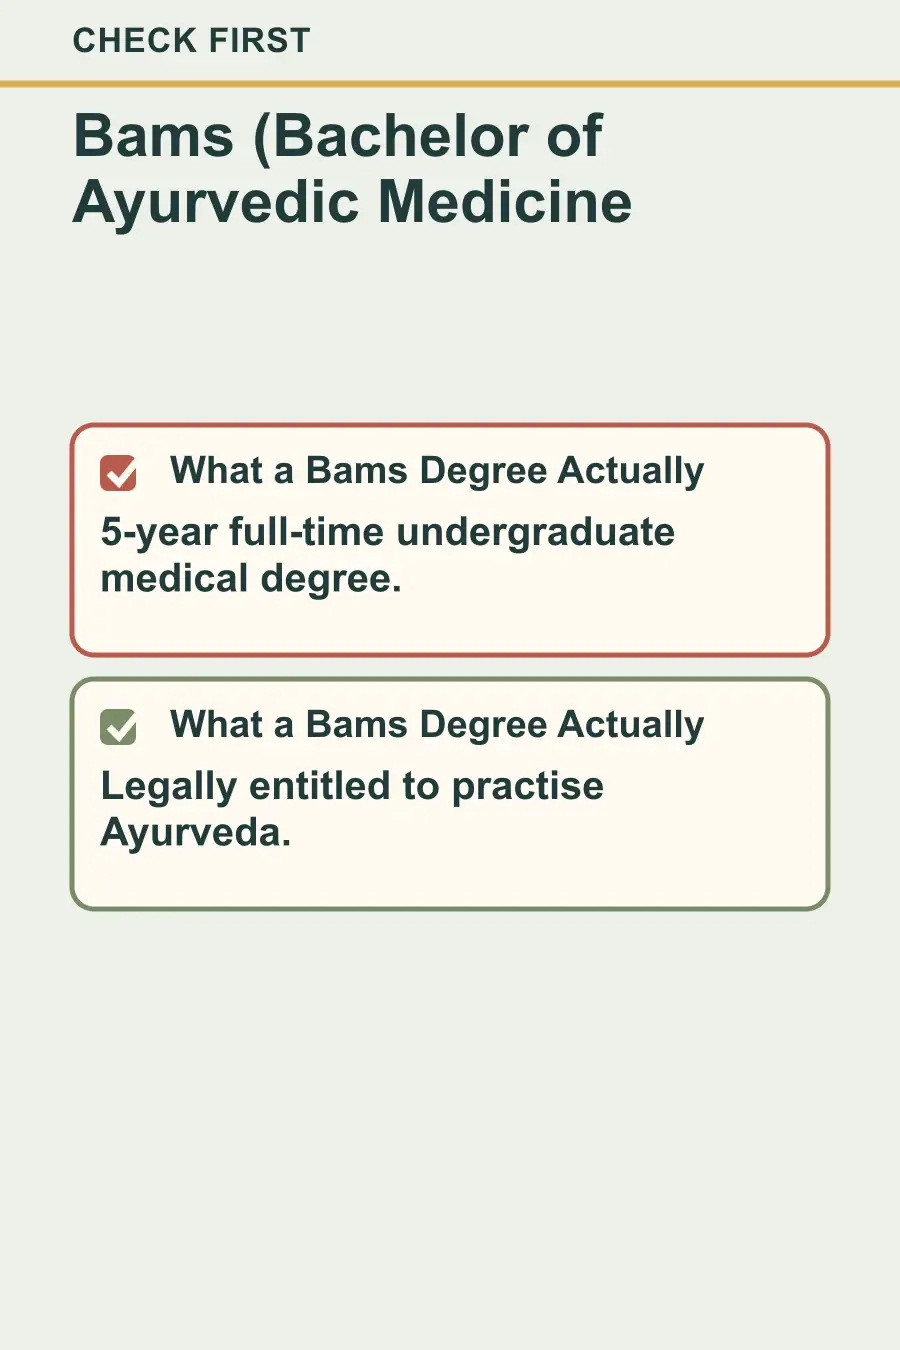 CHECK FIRST
Bams (Bachelor of
Ayurvedic Medicine
What a Bams Degree Actually
5-year full-time undergraduate
medical degree.
What a Bams Degree Actually
Legally entitled to practise
Ayurveda.